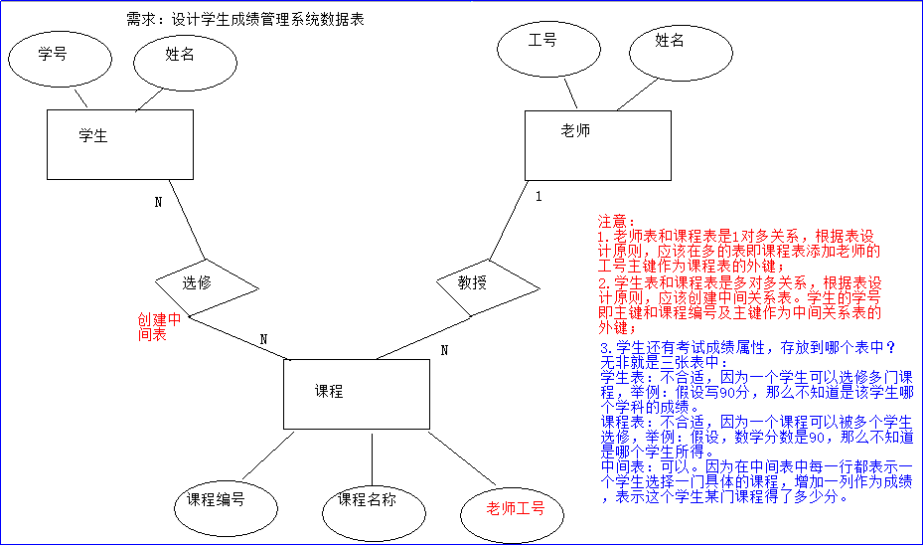 需求：设计学生成绩管理系统数据表
学号
姓名
工号
姓名
学生
老师
N
1
选修
教授
创建中
间表
N
N
课程
课程编号
课程名称
老师工号
注意：
1.老师表和课程表是1对多关系，根据表设
计原则，应该在多的表即课程表添加老师的
工号主键作为课程表的外键；
2.学生表和课程表是多对多关系，根据表设
计原则，应该创建中间关系表。学生的学号
即主键和课程编号及主键作为中间关系表的
外键；
3.学生还有考试成绩属性，存放到哪个表中？
无非就是三张表中：
学生表：不合适，因为一个学生可以选修多门课
程，举例：假设写90分，那么不知道是该学生哪
个学科的成绩。
课程表：不合适，因为一个课程可以被多个学生
选修，举例：假设，数学分数是90，那么不知道
是哪个学生所得。
中间表：可以。因为在中间表中每一行都表示一
个学生选择一门具体的课程，增加一列作为成绩
，表示这个学生某门课程得了多少分。